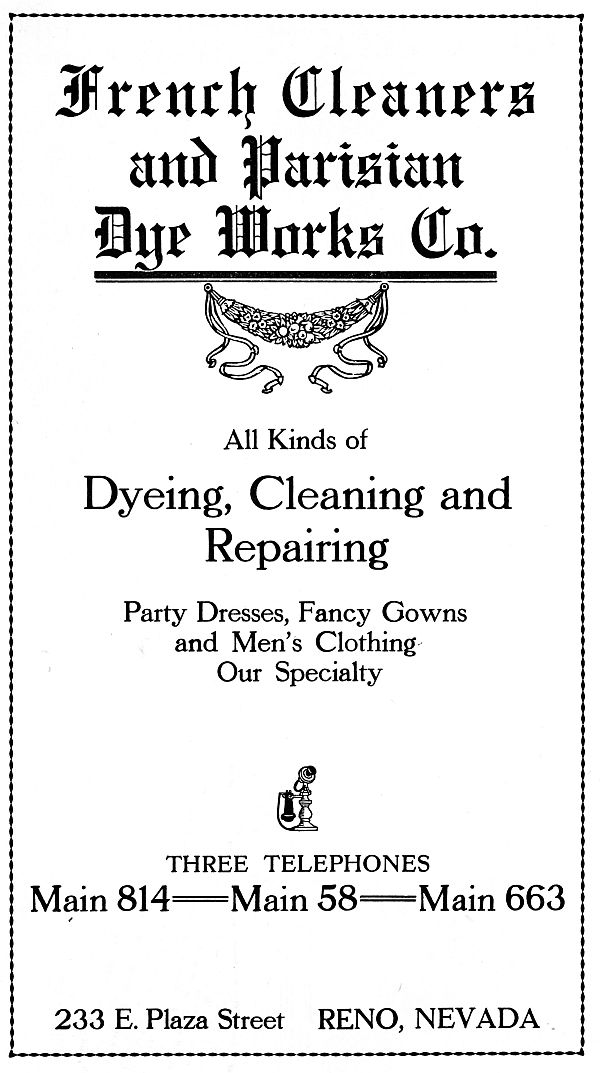 French Cleaners
and Parisian
Dye Works Co.
All Kinds of
Dyeing, Cleaning and
Repairing
Party Dresses, Fancy Gowns
and Men's Clothing
Our Specialty
THREE TELEPHONES
Main 814══Main 58══Main 663
233 E. Plaza Street RENO, NEVADA